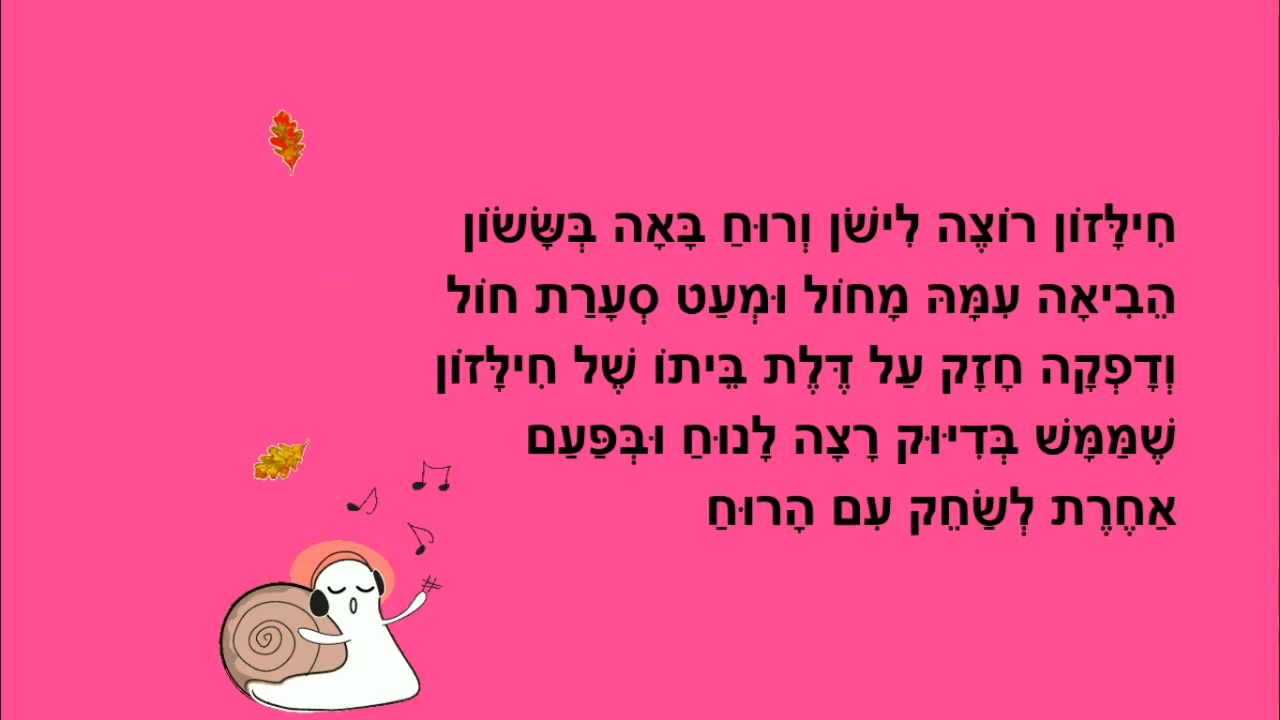 חִילָּזוֹן רוֹצֶה לִישֹׁן וְרוּחַ בָּאָה בְּשָּׂשׂוֹן
הֵבִיאָה עִמָּהּ מָחוֹל וּמְעַט סְעָרַת חוֹל
וְדָפְקָה חָזָק עַל דֶּלֶת בֵּיתוֹ שֶׁל חִילָּזוֹן
שֶׁמַּמָּשׁ בְּדִיּוּק רָצָה לָנוּחַ וּבְּפַּעַם
אַחֶרֶת לְשַׂחֵק עִם הָרוּחַ